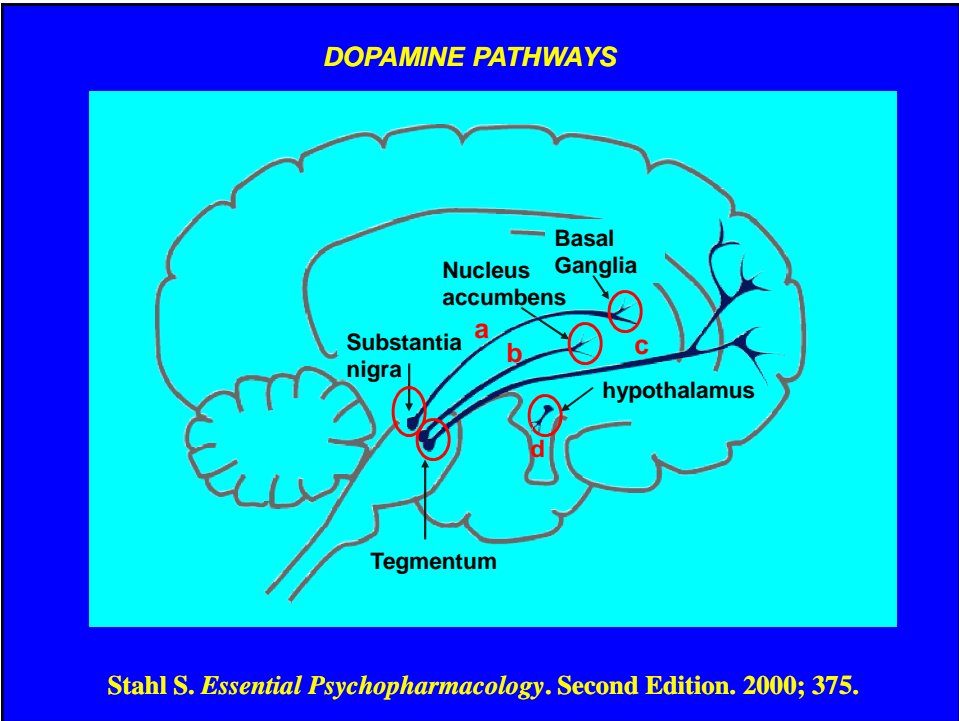 DOPAMINE PATHWAYS
Basal
Ganglia
Nucleus
accumbens
a
Substantia
nigra
b
c
hypothalamus
d
Tegmentum
Stahl S. Essential Psychopharmacology. Second Edition. 2000; 375.